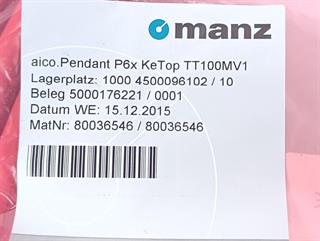 manz
aico.Pendant P6x KeTop TT100MV1
Lagerplatz: 1000 4500096102 / 10
Beleg 5000176221 / 0001
Datum WE: 15.12.2015
MatNr: 80036546 / 80036546